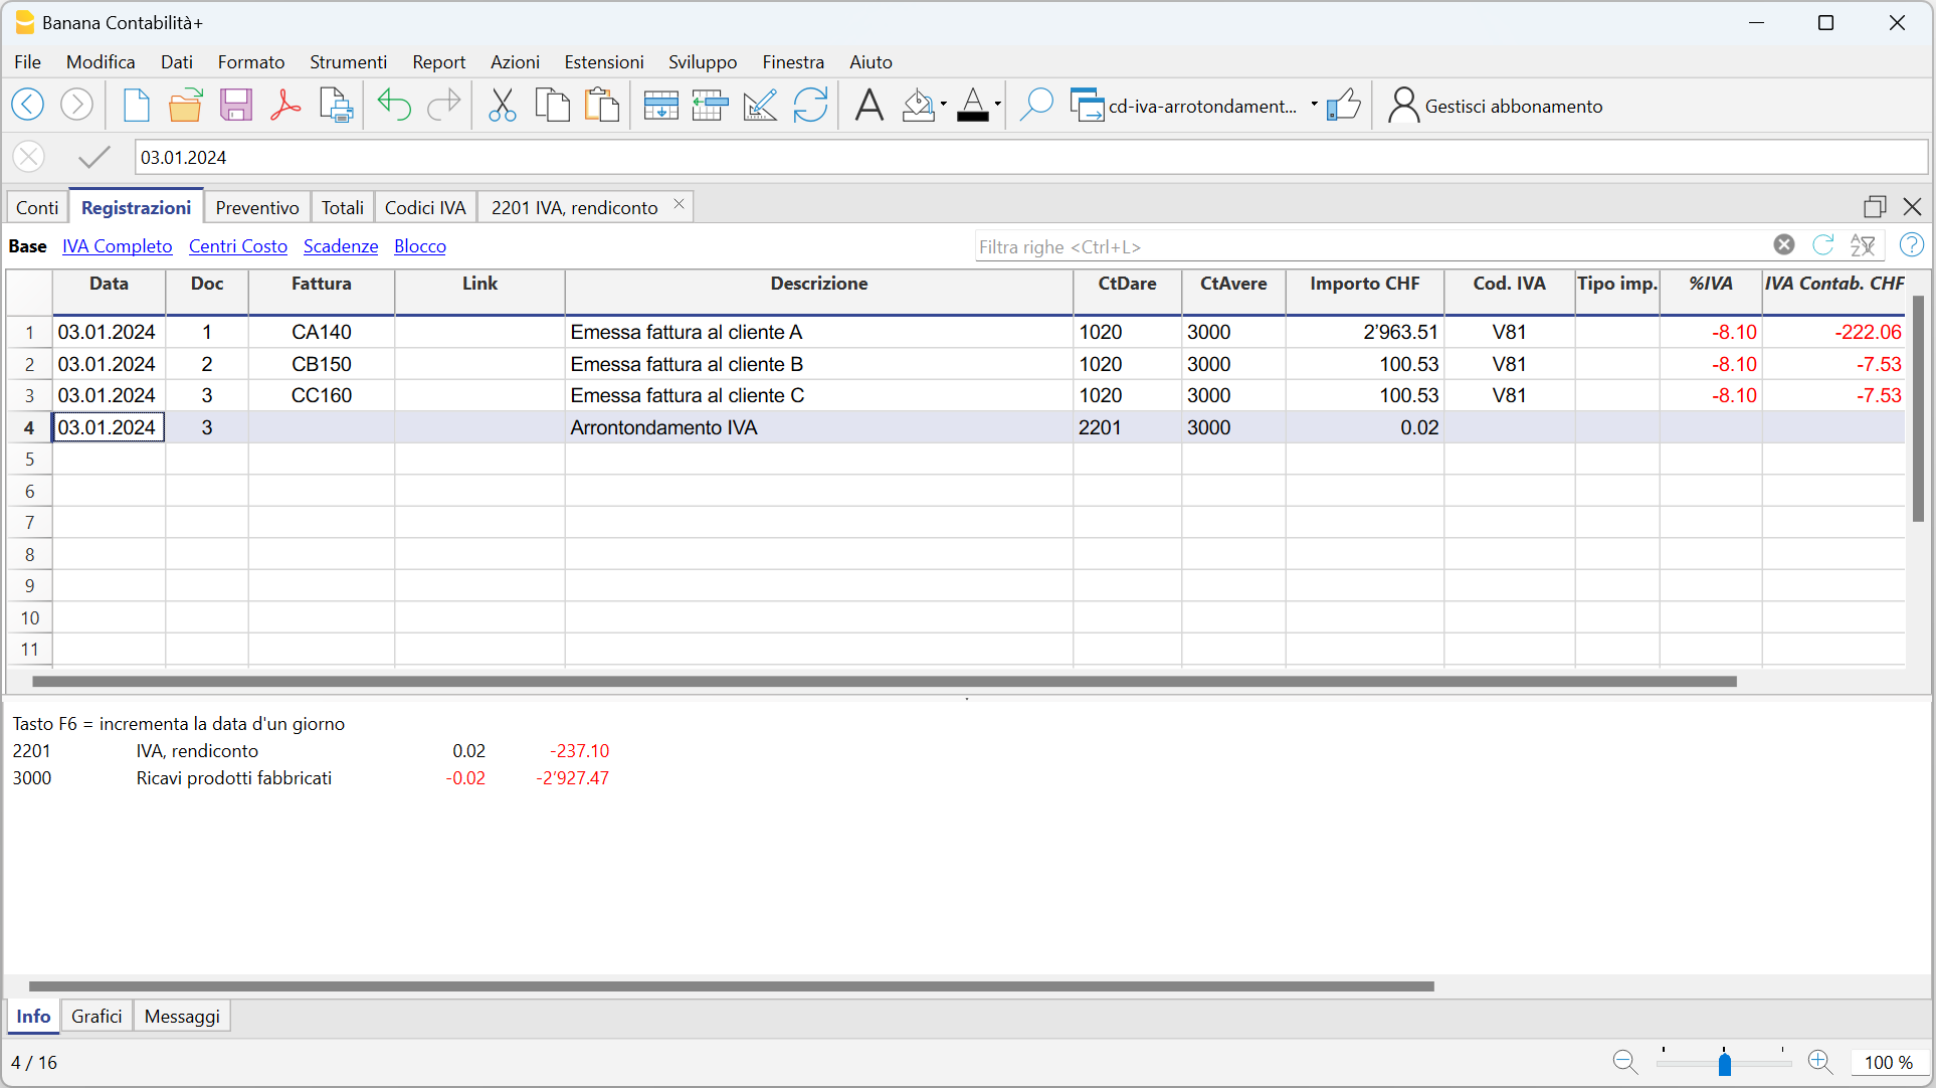 Banana Contabilità+
File Modifica Dati Formato Strumenti Report Azioni Estensioni Sviluppo Finestra Aiuto
cd-iva-arrotondament... Gestisci abbonamento
03.01.2024
Conti Registrazioni Preventivo Totali Codici IVA 2201 IVA, rendiconto
Base IVA Completo Centri Costo Scadenze Blocco Filtra righe <Ctrl+L>
Data Doc Fattura Link Descrizione CtDare CtAvere Importo CHF Cod. IVA Tipo imp. %IVA IVA Contab. CHF
1 03.01.2024 1 CA140 Emessa fattura al cliente A 1020 3000 2’963.51 V81 -8.10 -222.06
2 03.01.2024 2 CB150 Emessa fattura al cliente B 1020 3000 100.53 V81 -8.10 -7.53
3 03.01.2024 3 CC160 Emessa fattura al cliente C 1020 3000 100.53 V81 -8.10 -7.53
4 03.01.2024 3 Arrontondamento IVA 2201 3000 0.02
5
6
7
8
9
10
11
Tasto F6 = incrementa la data d'un giorno
2201 IVA, rendiconto 0.02 -237.10
3000 Ricavi prodotti fabbricati -0.02 -2’927.47
Info Grafici Messaggi
4 / 16 100 %